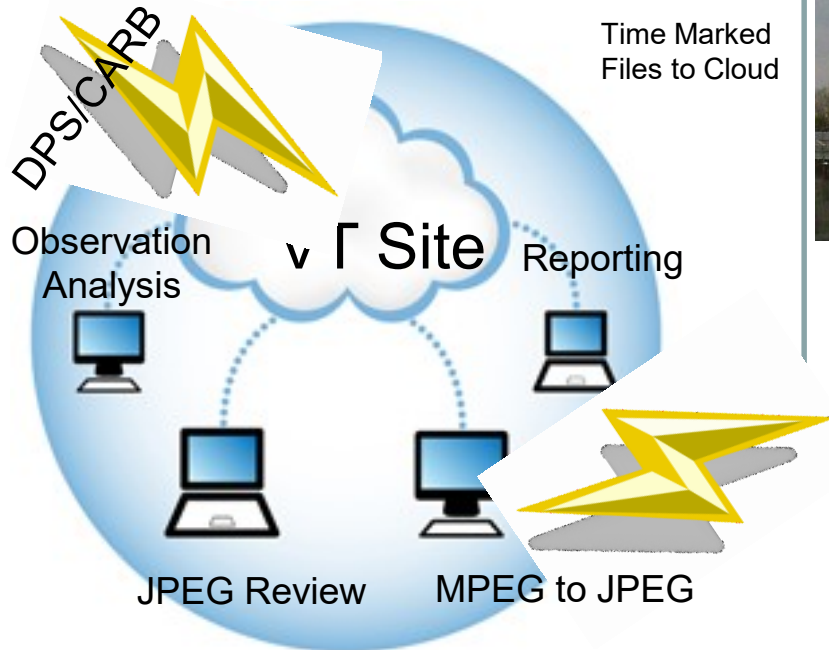 DPS/CARB
Time Marked
Files to Cloud
Site
Observation
Analysis
Reporting
JPEG Review
MPEG to JPEG